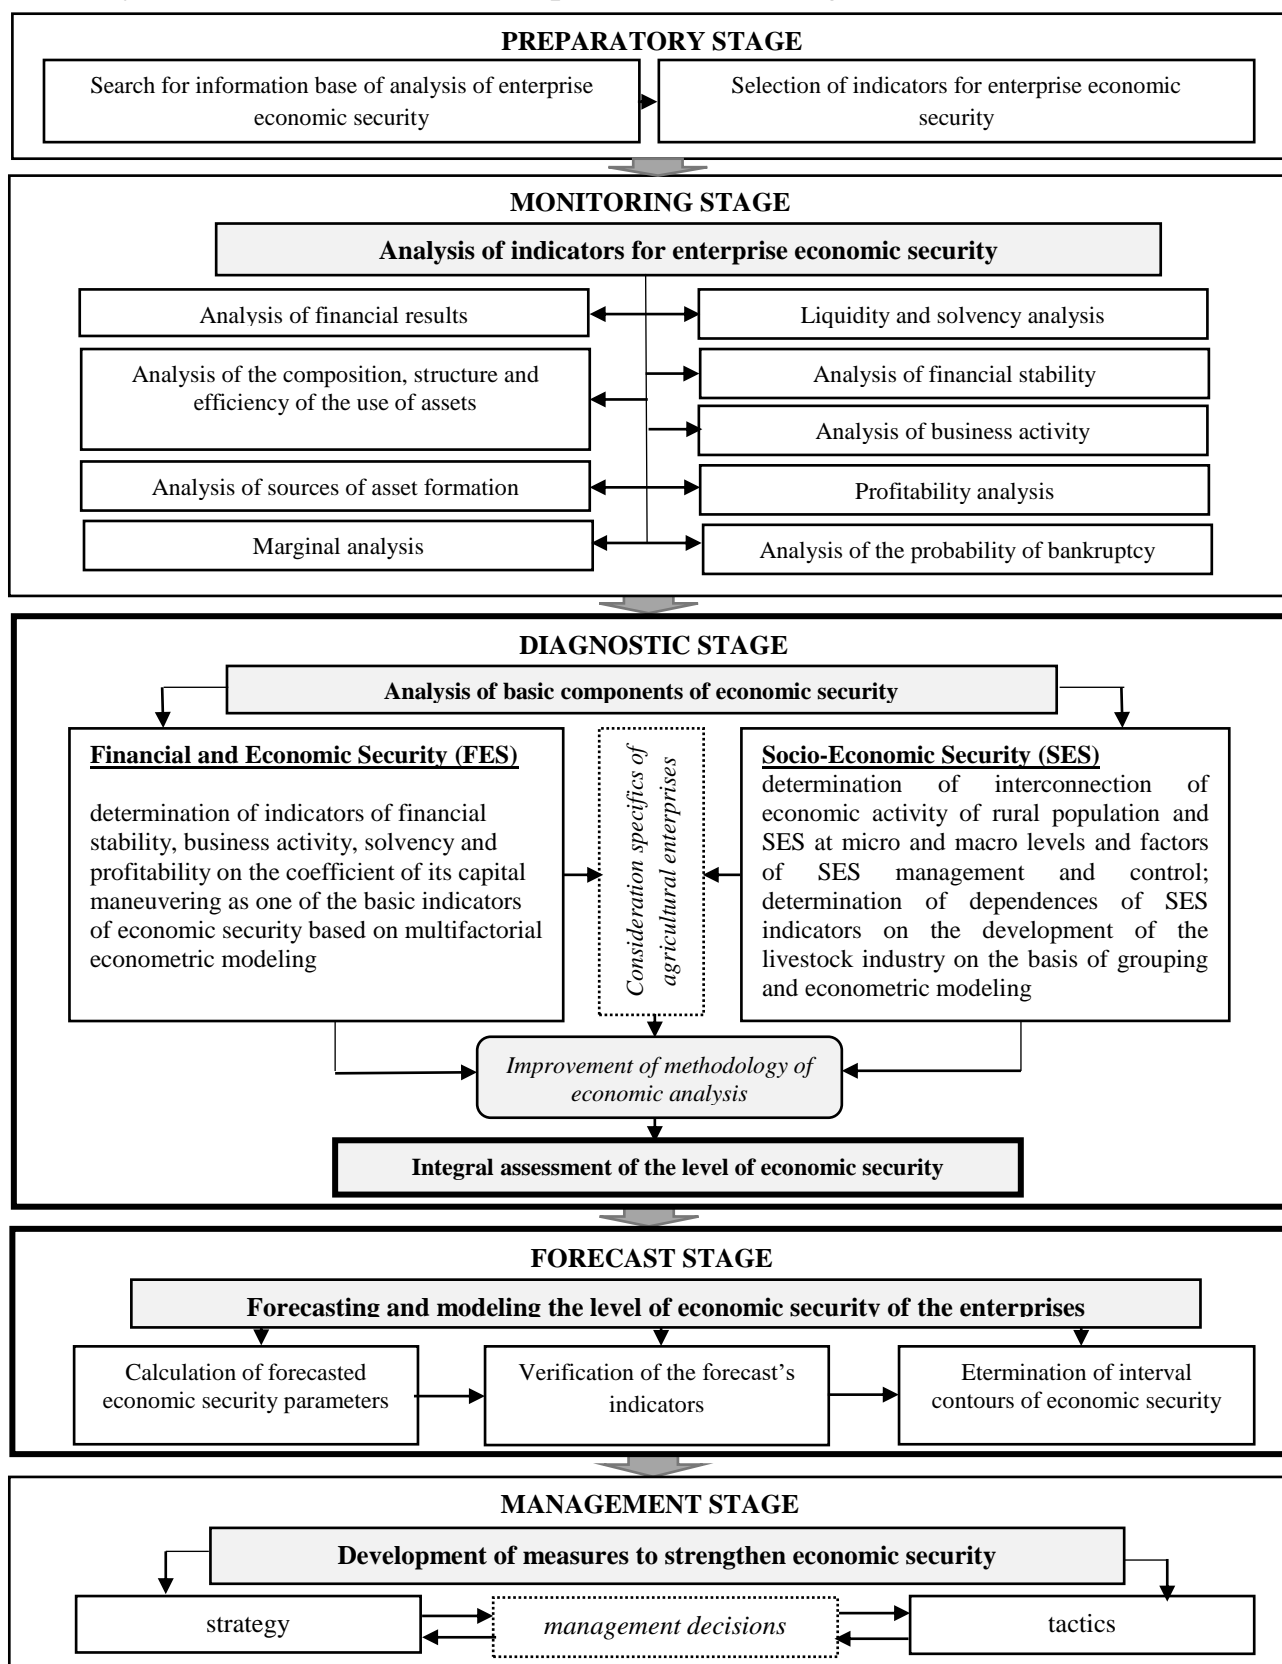 PREPARATORY STAGE
Search for information base of analysis of enterprise
economic security
Selection of indicators for enterprise economic
security
MONITORING STAGE
Analysis of indicators for enterprise economic security
Analysis of financial results
Liquidity and solvency analysis
Analysis of the composition, structure and
efficiency of the use of assets
Analysis of financial stability
Analysis of business activity
Analysis of sources of asset formation
Profitability analysis
Marginal analysis
Analysis of the probability of bankruptcy
DIAGNOSTIC STAGE
Analysis of basic components of economic security
Financial and Economic Security (FES)
determination of indicators of financial
stability, business activity, solvency and
profitability on the coefficient of its capital
maneuvering as one of the basic indicators
of economic security based on multifactorial
econometric modeling
Consideration specifics of
agricultural enterprises
Socio-Economic Security (SES)
determination of interconnection of
economic activity of rural population and
SES at micro and macro levels and factors
of SES management and control;
determination of dependences of SES
indicators on the development of the
livestock industry on the basis of grouping
and econometric modeling
Improvement of methodology of
economic analysis
Integral assessment of the level of economic security
FORECAST STAGE
Forecasting and modeling the level of economic security of the enterprises
Calculation of forecasted
economic security parameters
Verification of the forecast's
indicators
Etermination of interval
contours of economic security
MANAGEMENT STAGE
Development of measures to strengthen economic security
strategy
management decisions
tactics